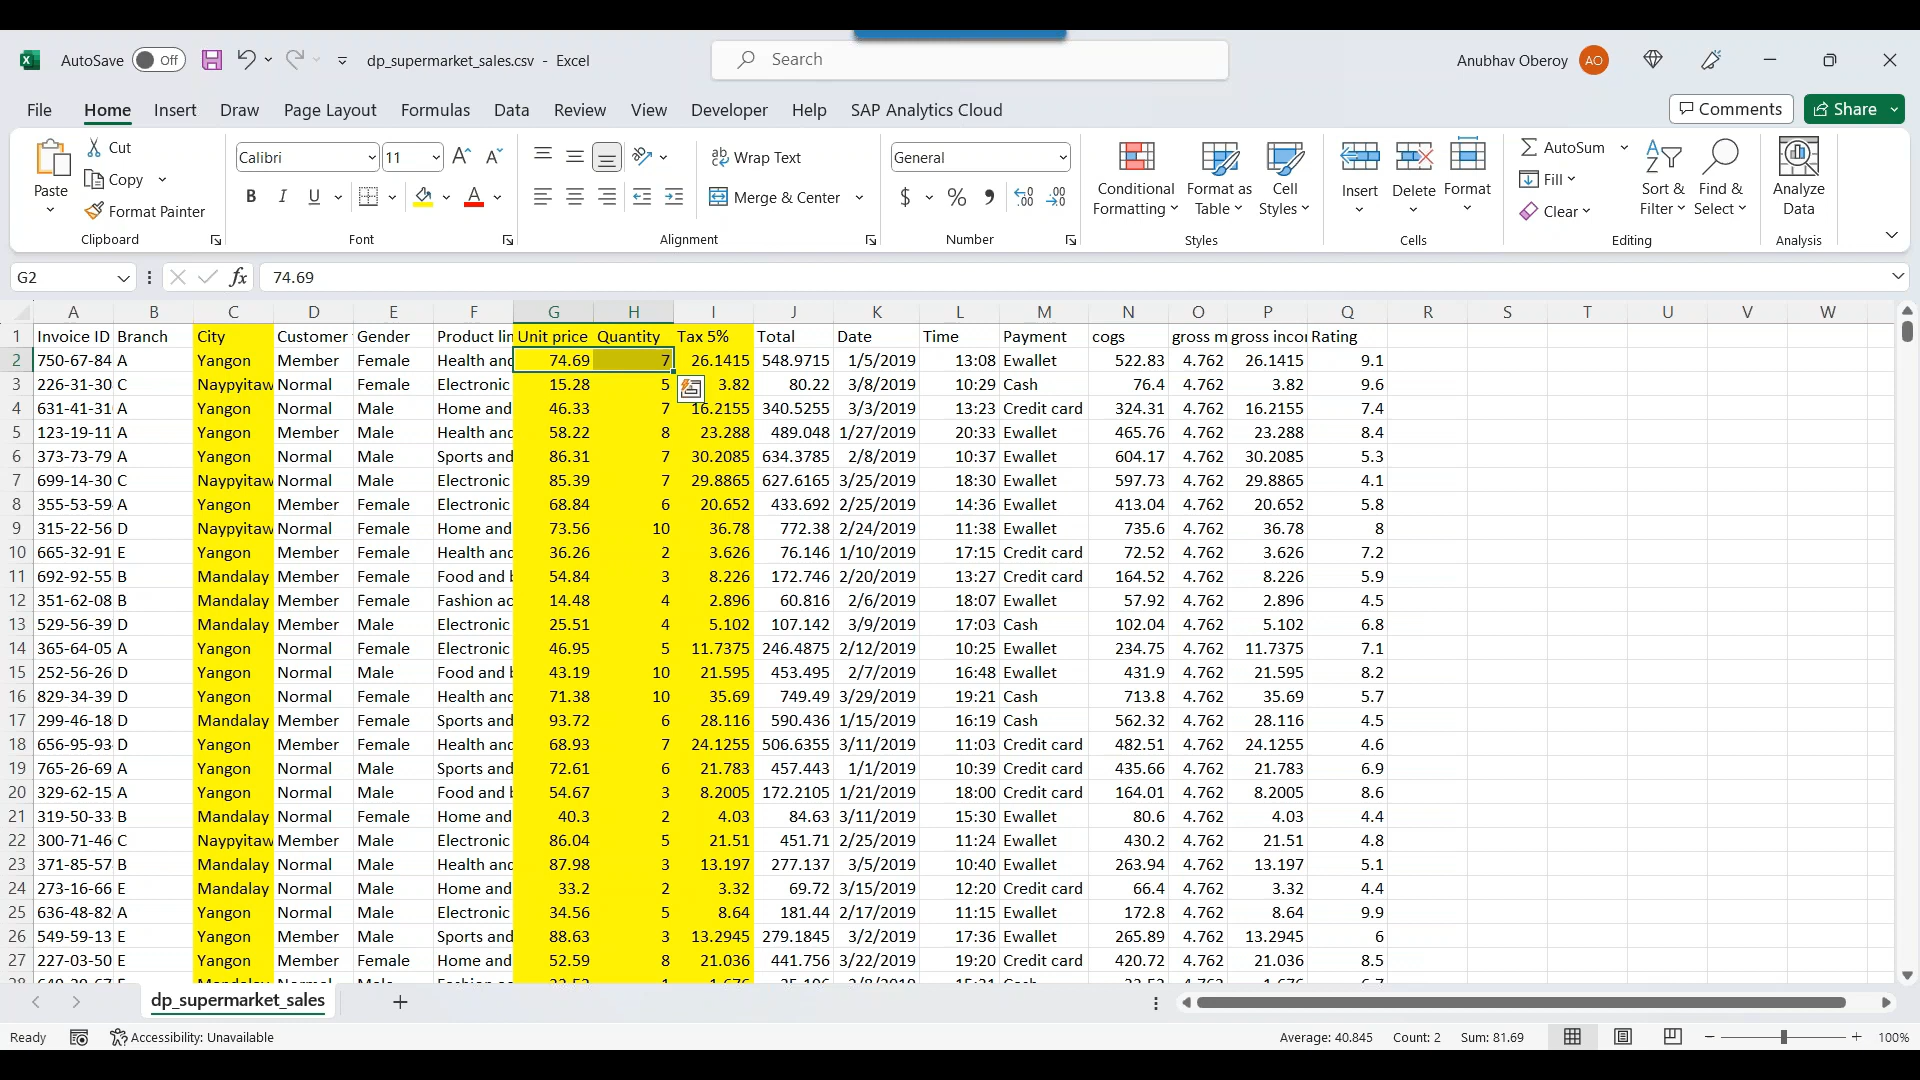 AutoSave Off dp_supermarket_sales.csv - Excel Search Anubhav Oberoy AO
File Home Insert Draw Page Layout Formulas Data Review View Developer Help SAP Analytics Cloud Comments Share
Paste Cut Copy Format Painter Clipboard
Calibri 11 B I U A Font
ab Wrap Text Merge & Center Alignment
General $ % , Number
Conditional Formatting Format as Table Cell Styles Styles
Insert Delete Format Cells
AutoSum Fill Clear Sort & Filter Find & Select Editing
Analyze Data Analysis
G2 fx 74.69
A B C D E F G H I J K L M N O P Q R S T U V W
1 Invoice ID Branch City Customer Gender Product lin Unit price Quantity Tax 5% Total Date Time Payment cogs gross m gross incor Rating
2 750-67-84 A Yangon Member Female Health and 74.69 7 26.1415 548.9715 1/5/2019 13:08 Ewallet 522.83 4.762 26.1415 9.1
3 226-31-30 C Naypyitaw Normal Female Electronic 15.28 5 3.82 80.22 3/8/2019 10:29 Cash 76.4 4.762 3.82 9.6
4 631-41-31 A Yangon Normal Male Home and 46.33 7 16.2155 340.5255 3/3/2019 13:23 Credit card 324.31 4.762 16.2155 7.4
5 123-19-11 A Yangon Member Male Health and 58.22 8 23.288 489.048 1/27/2019 20:33 Ewallet 465.76 4.762 23.288 8.4
6 373-73-79 A Yangon Normal Male Sports and 86.31 7 30.2085 634.3785 2/8/2019 10:37 Ewallet 604.17 4.762 30.2085 5.3
7 699-14-30 C Naypyitaw Normal Male Electronic 85.39 7 29.8865 627.6165 3/25/2019 18:30 Ewallet 597.73 4.762 29.8865 4.1
8 355-53-59 A Yangon Member Female Electronic 68.84 6 20.652 433.692 2/25/2019 14:36 Ewallet 413.04 4.762 20.652 5.8
9 315-22-56 D Naypyitaw Normal Female Home and 73.56 10 36.78 772.38 2/24/2019 11:38 Ewallet 735.6 4.762 36.78 8
10 665-32-91 E Yangon Member Female Health and 36.26 2 3.626 76.146 1/10/2019 17:15 Credit card 72.52 4.762 3.626 7.2
11 692-92-55 B Mandalay Member Female Food and b 54.84 3 8.226 172.746 2/20/2019 13:27 Credit card 164.52 4.762 8.226 5.9
12 351-62-08 B Mandalay Member Female Fashion ac 14.48 4 2.896 60.816 2/6/2019 18:07 Ewallet 57.92 4.762 2.896 4.5
13 529-56-39 D Mandalay Member Male Electronic 25.51 4 5.102 107.142 3/9/2019 17:03 Cash 102.04 4.762 5.102 6.8
14 365-64-05 A Yangon Normal Female Electronic 46.95 5 11.7375 246.4875 2/12/2019 10:25 Ewallet 234.75 4.762 11.7375 7.1
15 252-56-26 D Yangon Normal Male Food and b 43.19 10 21.595 453.495 2/7/2019 16:48 Ewallet 431.9 4.762 21.595 8.2
16 829-34-39 D Yangon Normal Female Health and 71.38 10 35.69 749.49 3/29/2019 19:21 Cash 713.8 4.762 35.69 5.7
17 299-46-18 D Mandalay Member Female Sports and 93.72 6 28.116 590.436 1/15/2019 16:19 Cash 562.32 4.762 28.116 4.5
18 656-95-93 D Yangon Member Female Health and 68.93 7 24.1255 506.6355 3/11/2019 11:03 Credit card 482.51 4.762 24.1255 4.6
19 765-26-69 A Yangon Normal Male Sports and 72.61 6 21.783 457.443 1/1/2019 10:39 Credit card 435.66 4.762 21.783 6.9
20 329-62-15 A Yangon Normal Male Food and b 54.67 3 8.2005 172.2105 1/21/2019 18:00 Credit card 164.01 4.762 8.2005 8.6
21 319-50-33 B Mandalay Normal Female Home and 40.3 2 4.03 84.63 3/11/2019 15:30 Ewallet 80.6 4.762 4.03 4.4
22 300-71-46 C Naypyitaw Member Male Electronic 86.04 5 21.51 451.71 2/25/2019 11:24 Ewallet 430.2 4.762 21.51 4.8
23 371-85-57 B Mandalay Normal Male Health and 87.98 3 13.197 277.137 3/5/2019 10:40 Ewallet 263.94 4.762 13.197 5.1
24 273-16-66 E Mandalay Normal Male Home and 33.2 2 3.32 69.72 3/15/2019 12:20 Credit card 66.4 4.762 3.32 4.4
25 636-48-82 A Yangon Normal Male Electronic 34.56 5 8.64 181.44 2/17/2019 11:15 Ewallet 172.8 4.762 8.64 9.9
26 549-59-13 E Yangon Member Male Sports and 88.63 3 13.2945 279.1845 3/2/2019 17:36 Ewallet 265.89 4.762 13.2945 6
27 227-03-50 E Yangon Member Female Home and 52.59 8 21.036 441.756 3/22/2019 19:20 Credit card 420.72 4.762 21.036 8.5
dp_supermarket_sales
Ready Accessibility: Unavailable Average: 40.845 Count: 2 Sum: 81.69 100%